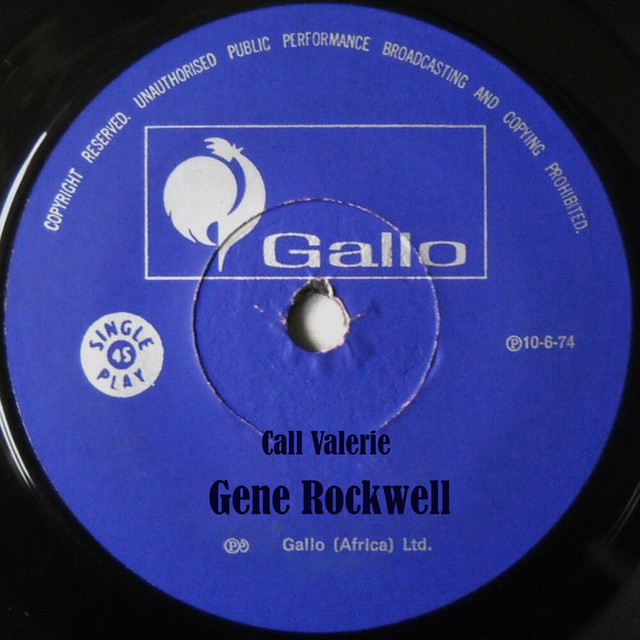 COPYRIGHT RESERVED. UNAUTHORISED PUBLIC PERFORMANCE BROADCASTING AND COPYING PROHIBITED.
Gallo
SINGLE
PLAY
℗10-6-74
Call Valerie
Gene Rockwell
Gallo (Africa) Ltd.